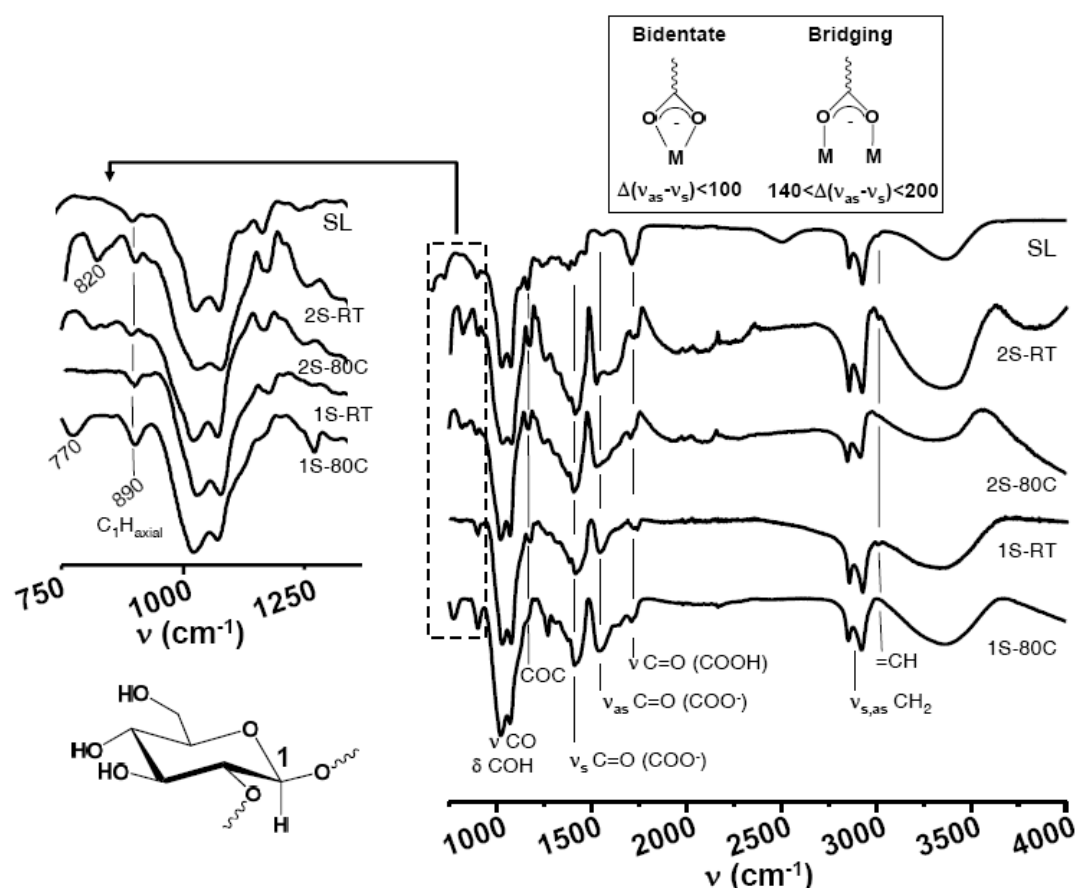 Bidentate Bridging
O - O O - O
M M M
Δ(νas-νs)<100 140<Δ(νas-νs)<200
SL
2S-RT
2S-80C
1S-RT
1S-80C
820
770
890
C1Haxial
750 1000 1250
ν (cm-1)
SL
2S-RT
2S-80C
1S-RT
1S-80C
COC
ν C=O (COOH)
=CH
νas C=O (COO-)
νs,as CH2
ν CO
δ COH
νs C=O (COO-)
1000 1500 2000 2500 3000 3500 4000
ν (cm-1)
HO
HO
O
HO
1
O
O
H